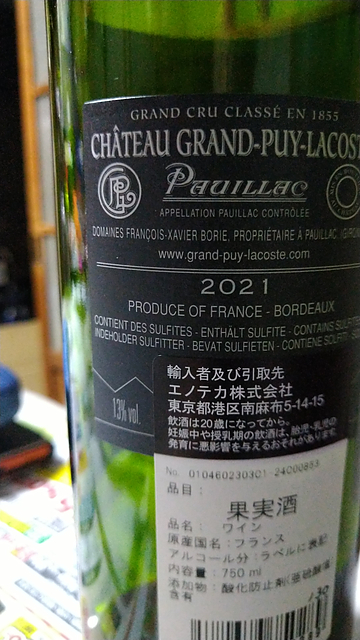 GRAND CRU CLASSÉ EN 1855
CHÂTEAU GRAND-PUY-LACOSTE
PAUILLAC
APPELLATION PAUILLAC CONTRÔLÉE
DOMAINES FRANÇOIS-XAVIER BORIE, PROPRIÉTAIRE À PAUILLAC,
www.grand-puy-lacoste.com
2021
PRODUCE OF FRANCE - BORDEAUX
CONTIENT DES SULFITES - ENTHÄLT SULFITE - CONTAINS
INDEHOLDER SULFITTER - BEVAT SULFIETEN - CONTIENE
13% vol.
輸入者及び引取先
エノテカ株式会社
東京都港区南麻布5-14-15
飲酒は20歳になってから。
妊娠中や授乳期の飲酒は、胎児・乳児の
発育に悪影響を与えるおそれがあります。
No. 010460230301-24000853
品目:
果実酒
品名: ワイン
原産国名:フランス
アルコール分:ラベルに表記
内容量:750 ml
添加物:酸化防止剤(亜硫酸
含有